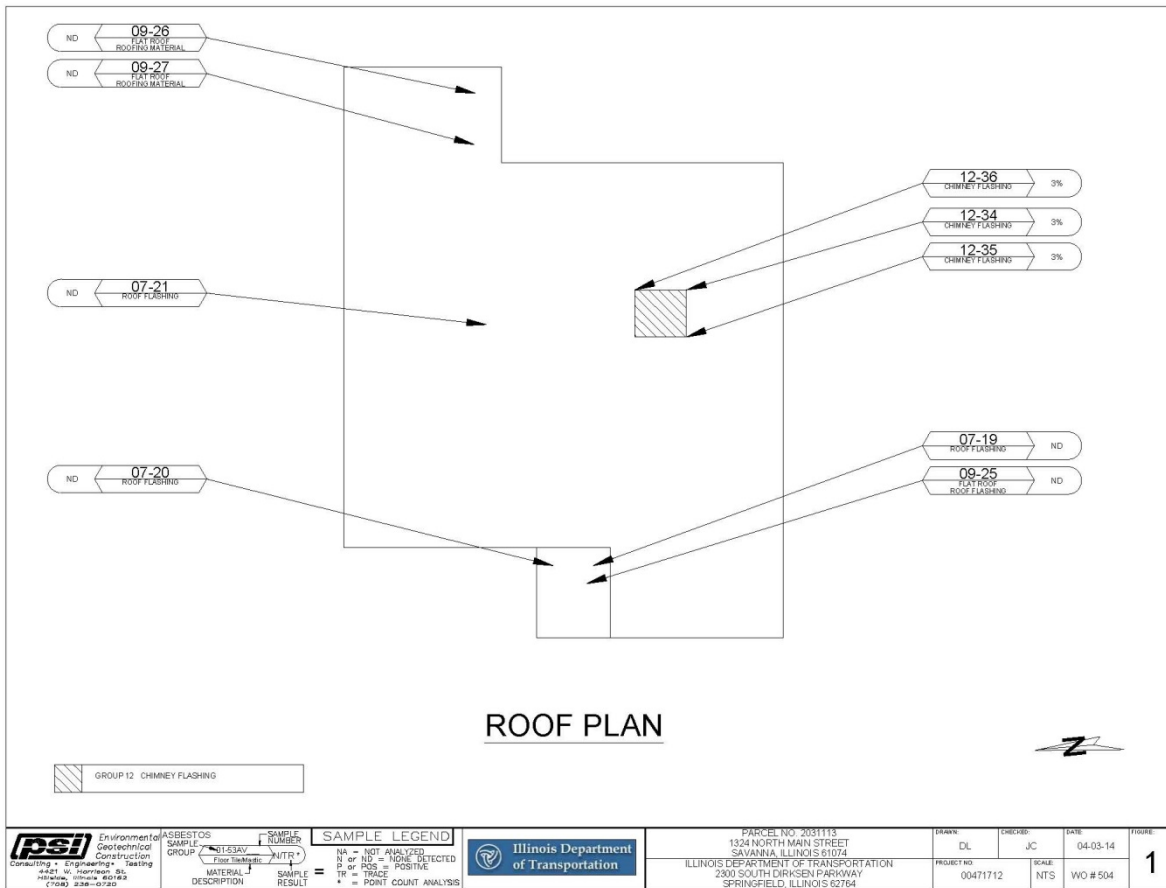 ND
09-26
FLAT ROOF
ROOFING MATERIAL
ND
09-27
FLAT ROOF
ROOFING MATERIAL
12-36
CHIMNEY FLASHING
3%
12-34
CHIMNEY FLASHING
3%
12-35
CHIMNEY FLASHING
3%
ND
07-21
ROOF FLASHING
07-19
ROOF FLASHING
ND
ND
07-20
ROOF FLASHING
09-25
FLAT ROOF
ROOF FLASHING
ND
ROOF PLAN
Z
GROUP 12 CHIMNEY FLASHING
psi
Environmental
Geotechnical
Construction
Consulting • Engineering • Testing
4421 W. Harrison St.
Hillside, Illinois 60162
(708) 236-0720
ASBESTOS
SAMPLE
GROUP
SAMPLE
NUMBER
01-53AV
Floor Tile/Mastic
N/TR *
MATERIAL
DESCRIPTION
SAMPLE
RESULT
=
SAMPLE LEGEND
NA = NOT ANALYZED
N or ND = NONE DETECTED
P or POS = POSITIVE
TR = TRACE
* = POINT COUNT ANALYSIS
Illinois Department
of Transportation
PARCEL NO. 2031113
1324 NORTH MAIN STREET
SAVANNA, ILLINOIS 61074
ILLINOIS DEPARTMENT OF TRANSPORTATION
2300 SOUTH DIRKSEN PARKWAY
SPRINGFIELD, ILLINOIS 62764
DRAWN:
DL
CHECKED:
JC
DATE:
04-03-14
PROJECT NO:
00471712
SCALE:
NTS
WO # 504
FIGURE:
1